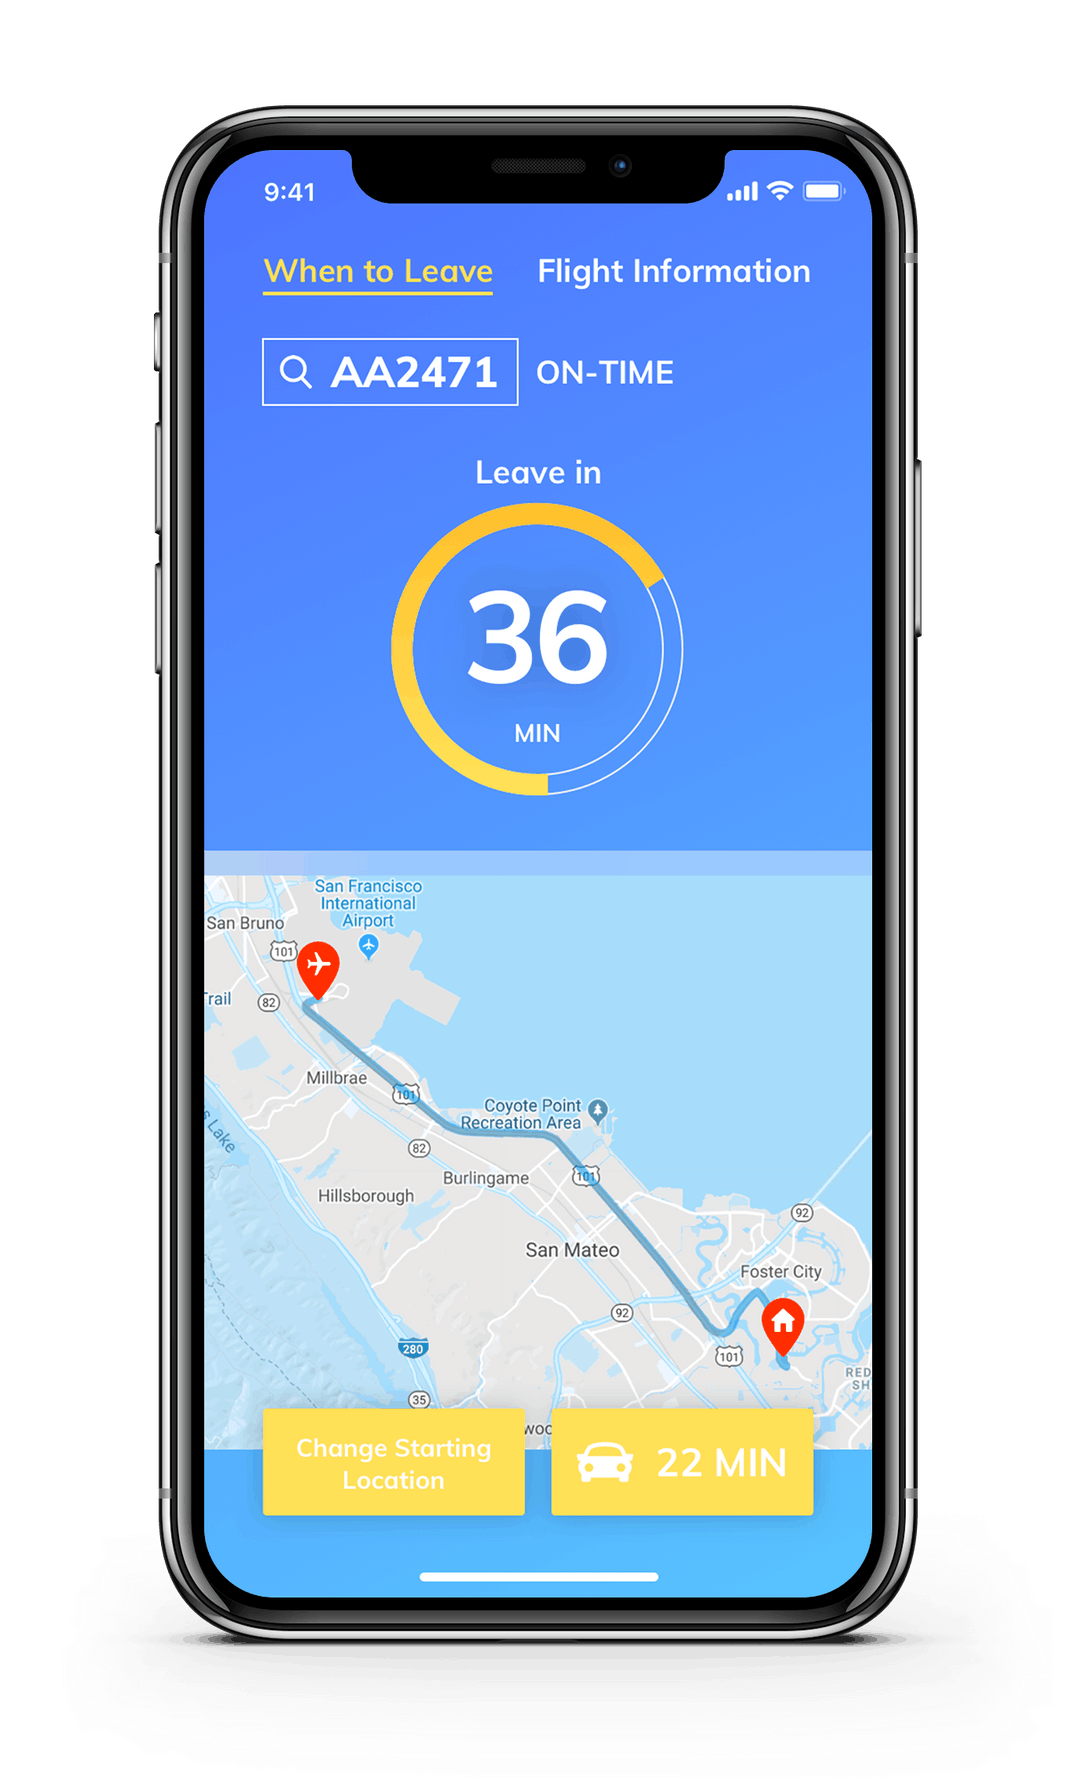 9:41
When to Leave
Flight Information
AA2471
ON-TIME
Leave in
36
MIN
San Francisco
International
Airport
San Bruno
101
82
Trail
Millbrae
101
Coyote Point
Recreation Area
82
s Lake
Burlingame
101
Hillsborough
92
San Mateo
Foster City
92
280
101
RED
SH
35
Change Starting
Location
22 MIN